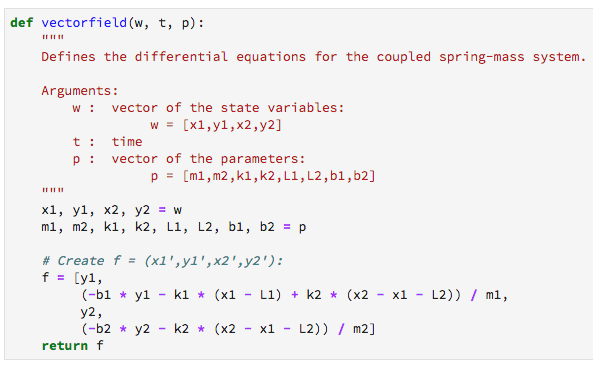 def vectorfield(w, t, p):
    """
    Defines the differential equations for the coupled spring-mass system.

    Arguments:
        w :  vector of the state variables:
                  w = [x1,y1,x2,y2]
        t :  time
        p :  vector of the parameters:
                  p = [m1,m2,k1,k2,L1,L2,b1,b2]
    """
    x1, y1, x2, y2 = w
    m1, m2, k1, k2, L1, L2, b1, b2 = p

    # Create f = (x1',y1',x2',y2'):
    f = [y1,
         (-b1 * y1 - k1 * (x1 - L1) + k2 * (x2 - x1 - L2)) / m1,
         y2,
         (-b2 * y2 - k2 * (x2 - x1 - L2)) / m2]
    return f